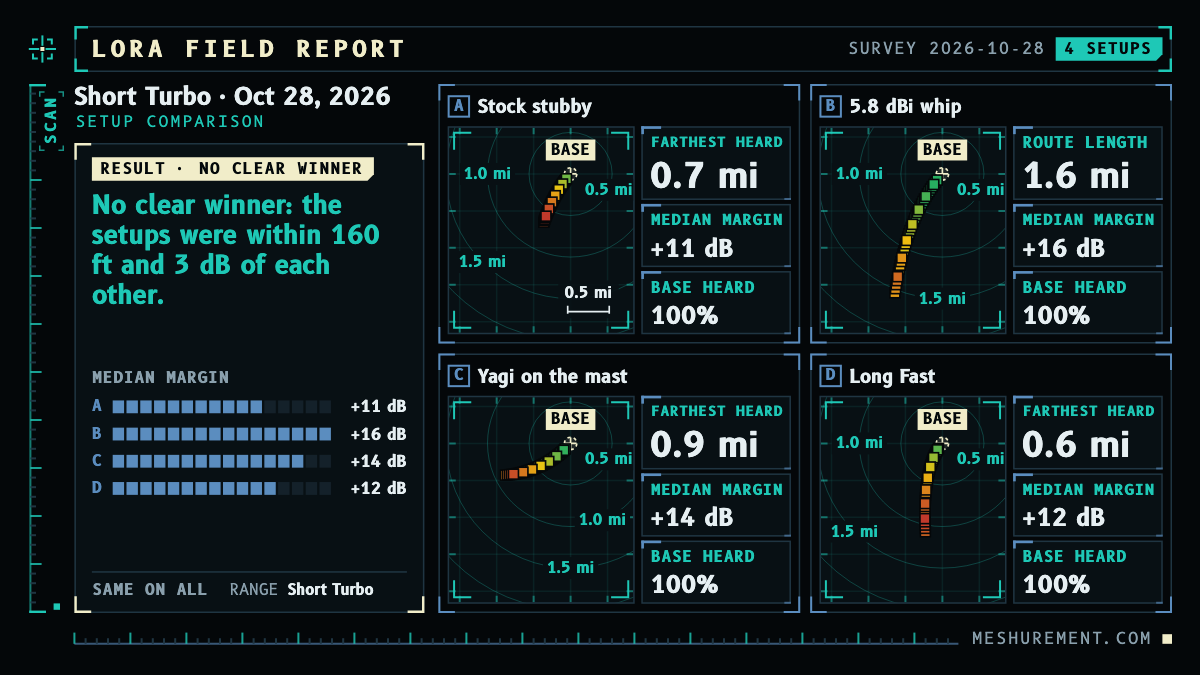 LORA FIELD REPORT
SURVEY 2026-10-28
4 SETUPS
SCAN
Short Turbo · Oct 28, 2026
SETUP COMPARISON
RESULT · NO CLEAR WINNER
No clear winner: the
setups were within 160
ft and 3 dB of each
other.
MEDIAN MARGIN
A +11 dB
B +16 dB
C +14 dB
D +12 dB
SAME ON ALL RANGE Short Turbo
A Stock stubby
BASE
1.0 mi
0.5 mi
1.5 mi
0.5 mi
FARTHEST HEARD
0.7 mi
MEDIAN MARGIN
+11 dB
BASE HEARD
100%
B 5.8 dBi whip
BASE
1.0 mi
0.5 mi
1.5 mi
ROUTE LENGTH
1.6 mi
MEDIAN MARGIN
+16 dB
BASE HEARD
100%
C Yagi on the mast
BASE
0.5 mi
1.0 mi
1.5 mi
FARTHEST HEARD
0.9 mi
MEDIAN MARGIN
+14 dB
BASE HEARD
100%
D Long Fast
BASE
1.0 mi
0.5 mi
1.5 mi
FARTHEST HEARD
0.6 mi
MEDIAN MARGIN
+12 dB
BASE HEARD
100%
MESHUREMENT.COM